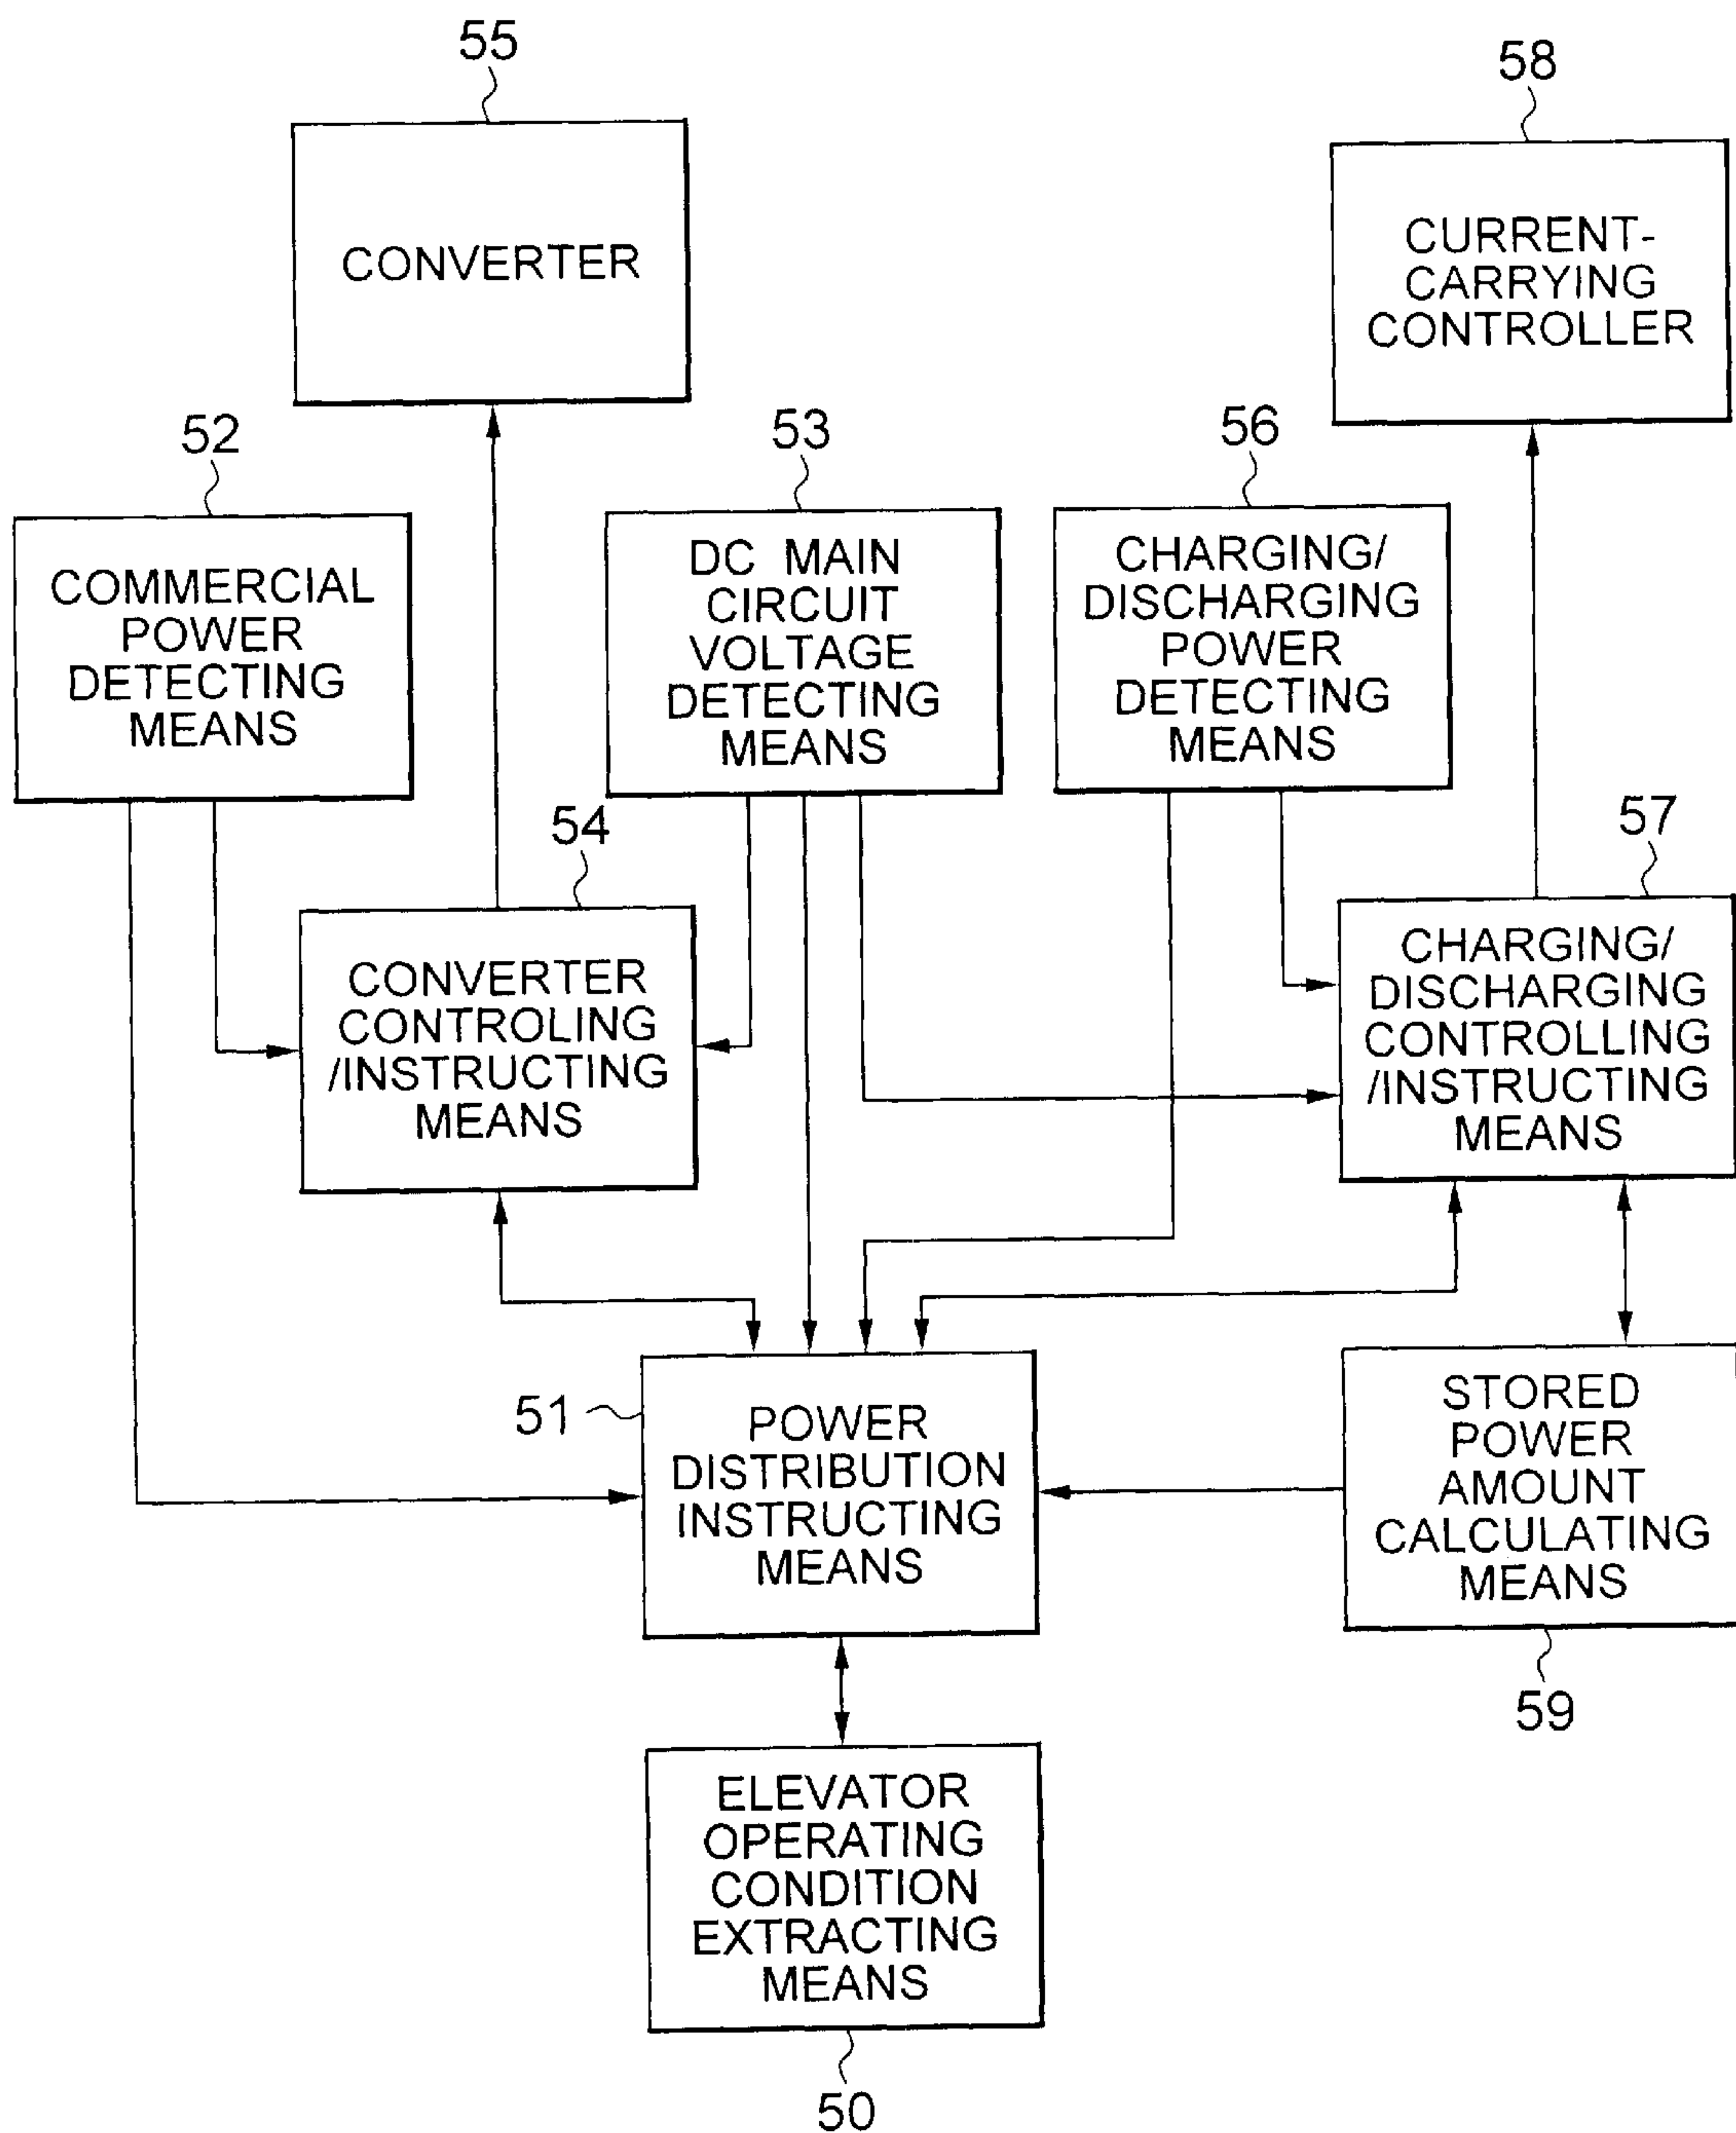 55
CONVERTER
58
CURRENT-
CARRYING
CONTROLLER
52
COMMERCIAL
POWER
DETECTING
MEANS
53
DC MAIN
CIRCUIT
VOLTAGE
DETECTING
MEANS
56
CHARGING/
DISCHARGING
POWER
DETECTING
MEANS
54
CONVERTER
CONTROLING
/INSTRUCTING
MEANS
57
CHARGING/
DISCHARGING
CONTROLLING
/INSTRUCTING
MEANS
51
POWER
DISTRIBUTION
INSTRUCTING
MEANS
STORED
POWER
AMOUNT
CALCULATING
MEANS
59
ELEVATOR
OPERATING
CONDITION
EXTRACTING
MEANS
50